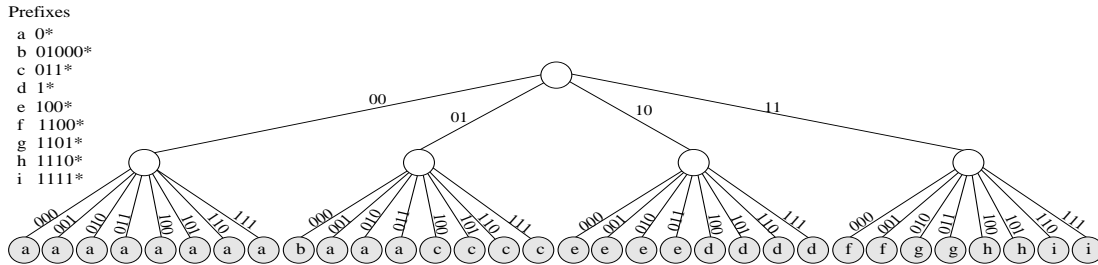 Prefixes
a 0*
b 01000*
c 011*
d 1*
e 100*
f 1100*
g 1101*
h 1110*
i 1111*
00 01 10 11
000 001 010 011 100 101 110 111 000 001 010 011 100 101 110 111 000 001 010 011 100 101 110 111 000 001 010 011 100 101 110 111
a a a a a a a a b a a a c c c c e e e e d d d d f f g g h h i i